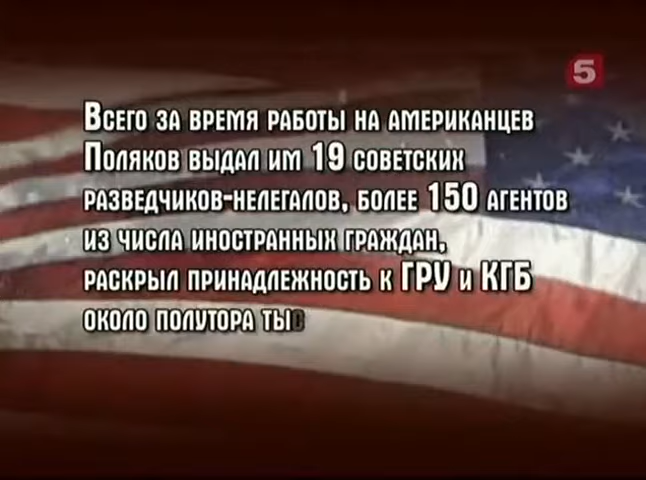 5
Всего за время работы на американцев
Поляков выдал им 19 советских
разведчиков-нелегалов, более 150 агентов
из числа иностранных граждан,
раскрыл принадлежность к ГРУ и КГБ
около полутора тыс